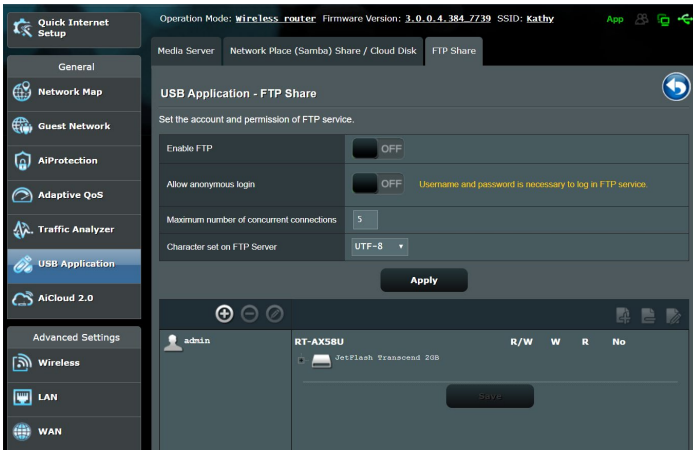 Quick Internet
Setup
Operation Mode: Wireless router Firmware Version: 3.0.0.4.384_7739 SSID: Kathy
App
Media Server
Network Place (Samba) Share / Cloud Disk
FTP Share
General
Network Map
Guest Network
AiProtection
Adaptive QoS
Traffic Analyzer
USB Application
AiCloud 2.0
Advanced Settings
Wireless
LAN
WAN
USB Application - FTP Share
Set the account and permission of FTP service.
Enable FTP
OFF
Allow anonymous login
OFF
Username and password is necessary to log in FTP service.
Maximum number of concurrent connections
5
Character set on FTP Server
UTF-8
Apply
admin
RT-AX58U
R/W W R No
JetFlash Transcend 2GB
Save